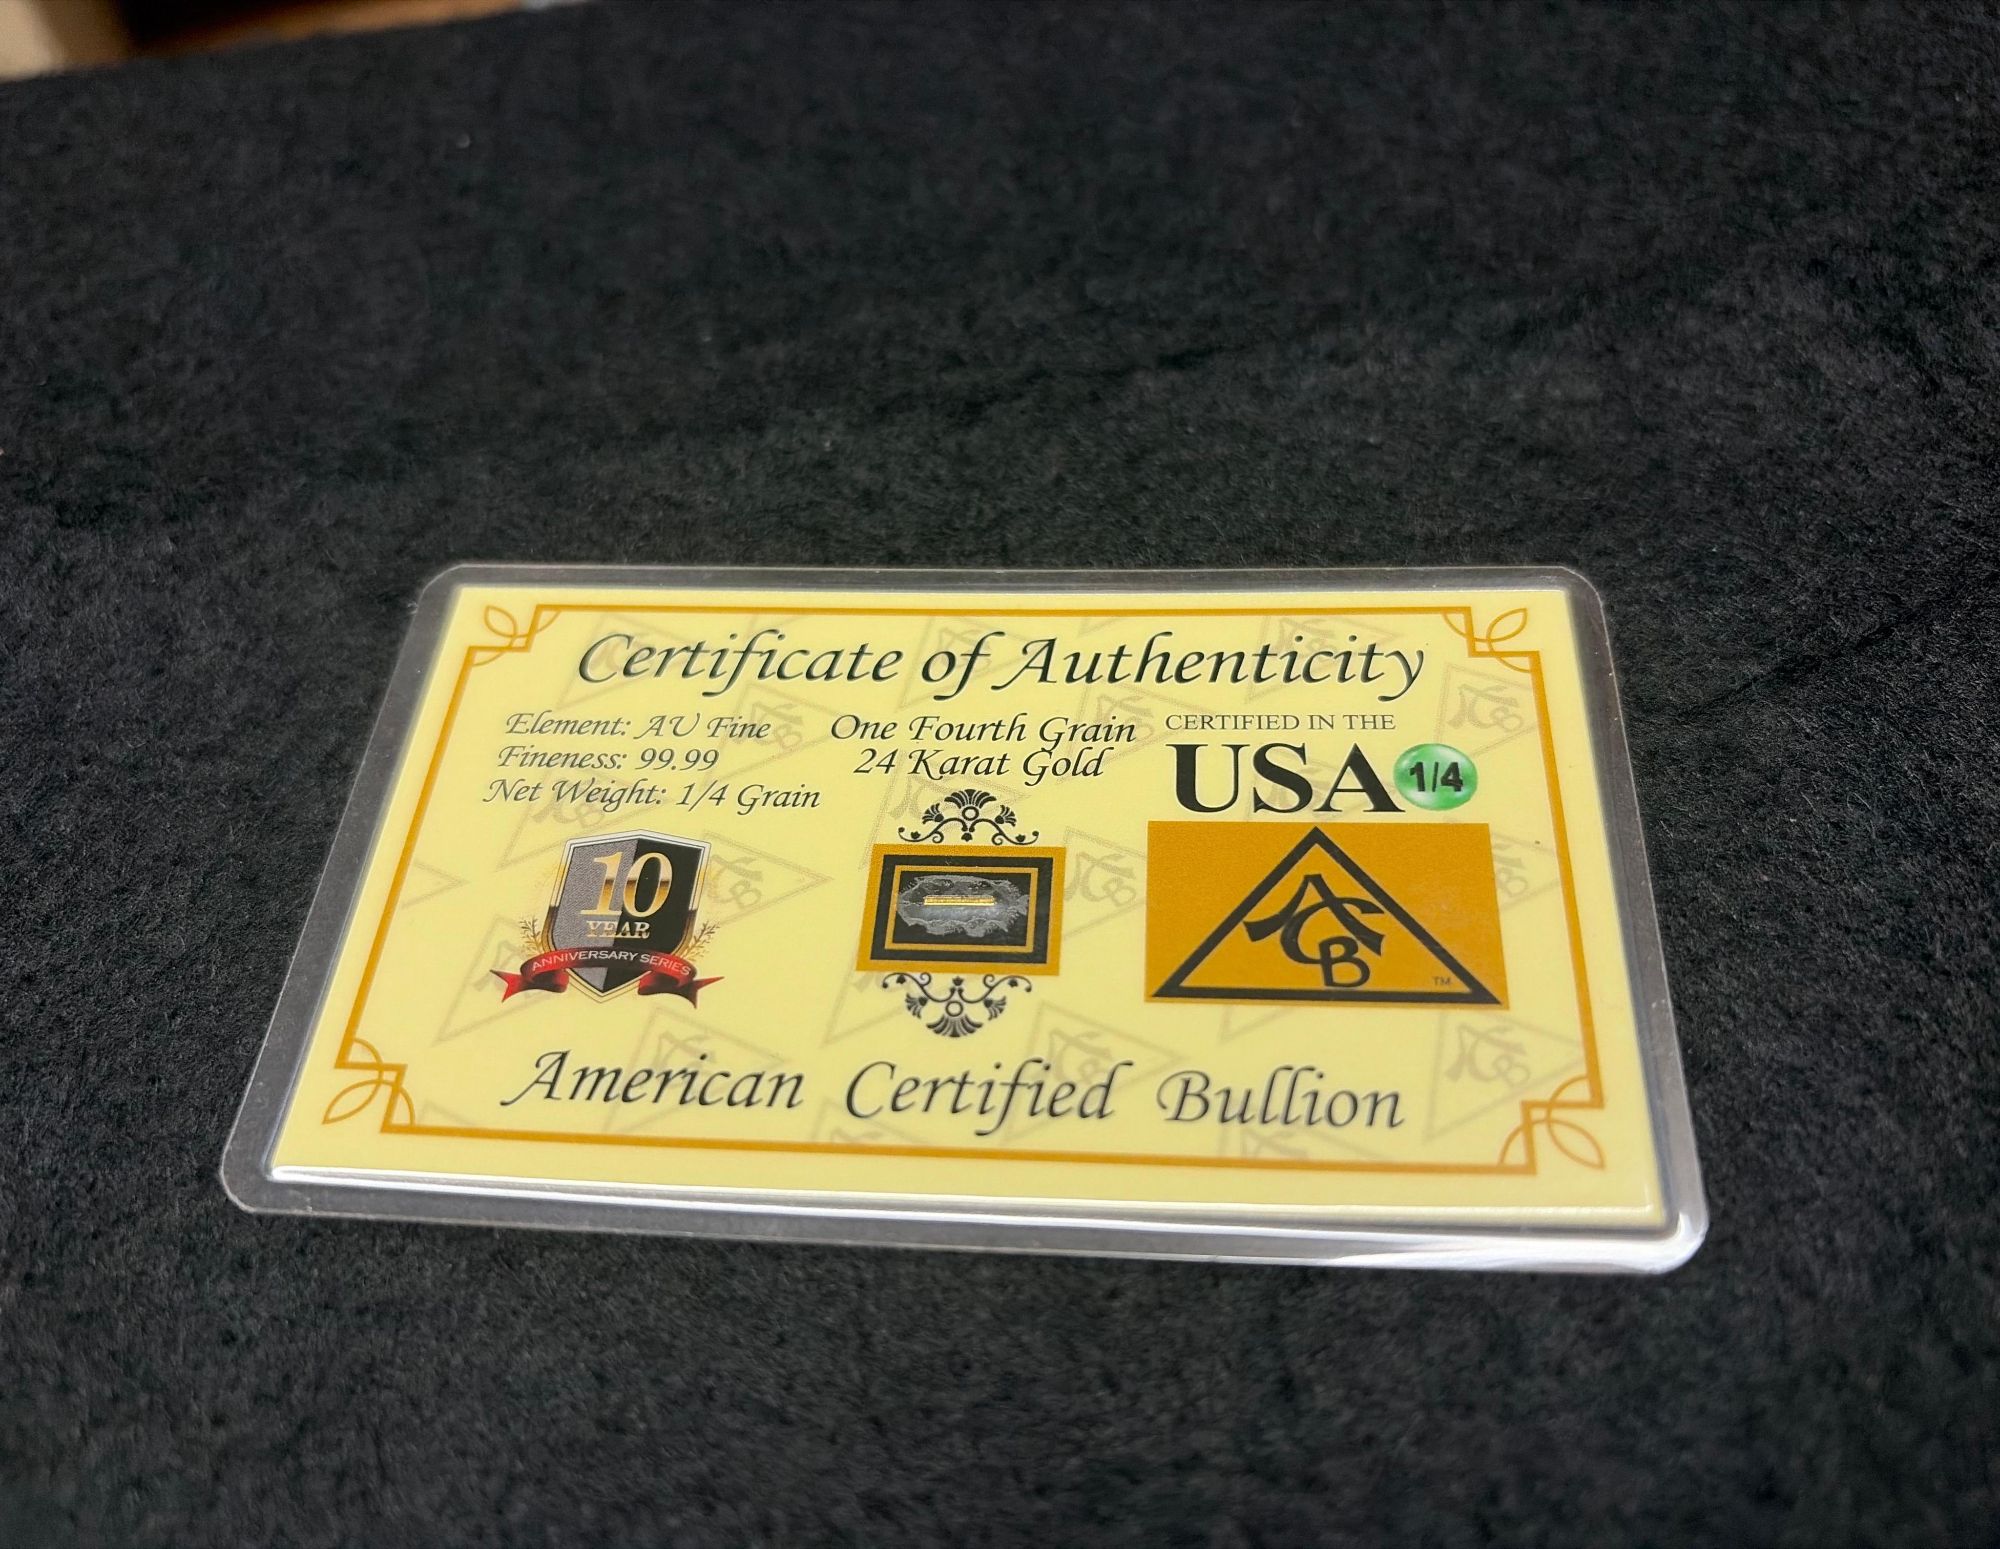 Certificate of Authenticity
Element: AU Fine
Fineness: 99.99
Net Weight: 1/4 Grain
One Fourth Grain
24 Karat Gold
CERTIFIED IN THE
USA
1/4
10
YEAR
ANNIVERSARY SERIES
ACB
TM
American Certified Bullion